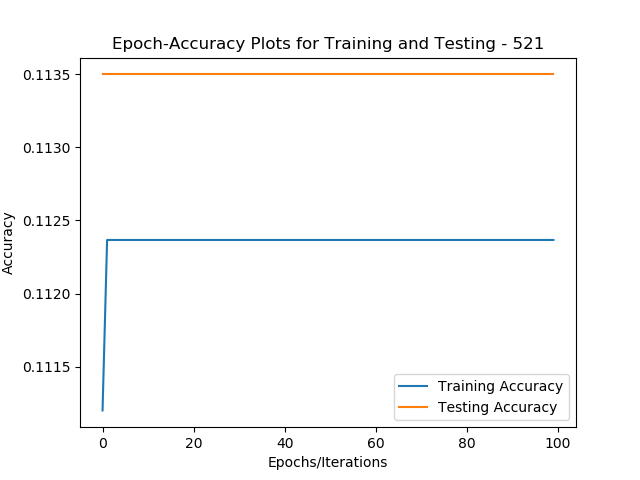 Epoch-Accuracy Plots for Training and Testing - 521
0.1135
0.1130
0.1125
0.1120
0.1115
Accuracy
0
20
40
60
80
100
Epochs/Iterations
Training Accuracy
Testing Accuracy